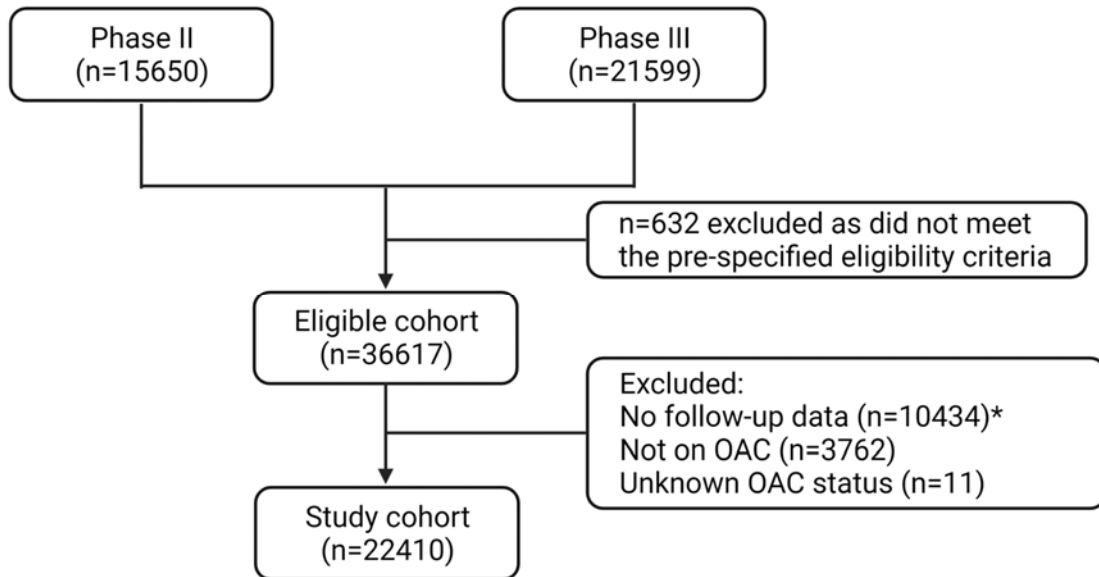 Phase II
(n=15650)
Phase III
(n=21599)
n=632 excluded as did not meet
the pre-specified eligibility criteria
Eligible cohort
(n=36617)
Excluded:
No follow-up data (n=10434)*
Not on OAC (n=3762)
Unknown OAC status (n=11)
Study cohort
(n=22410)